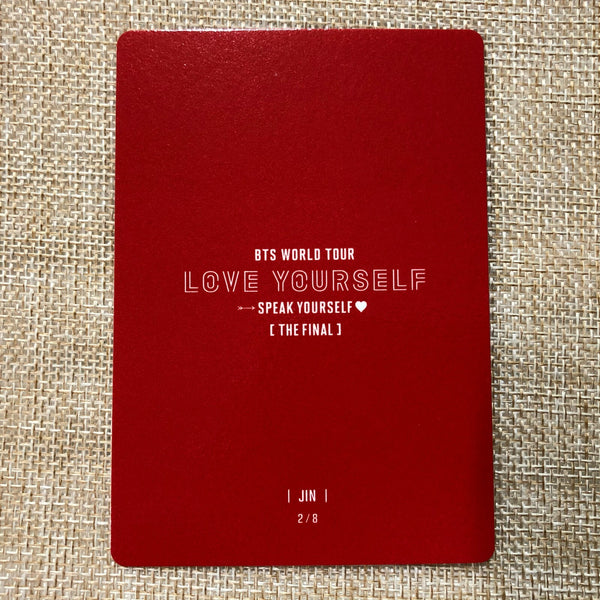 BTS WORLD TOUR
LOVE YOURSELF
→ SPEAK YOURSELF ♥
[ THE FINAL ]
| JIN |
2/8